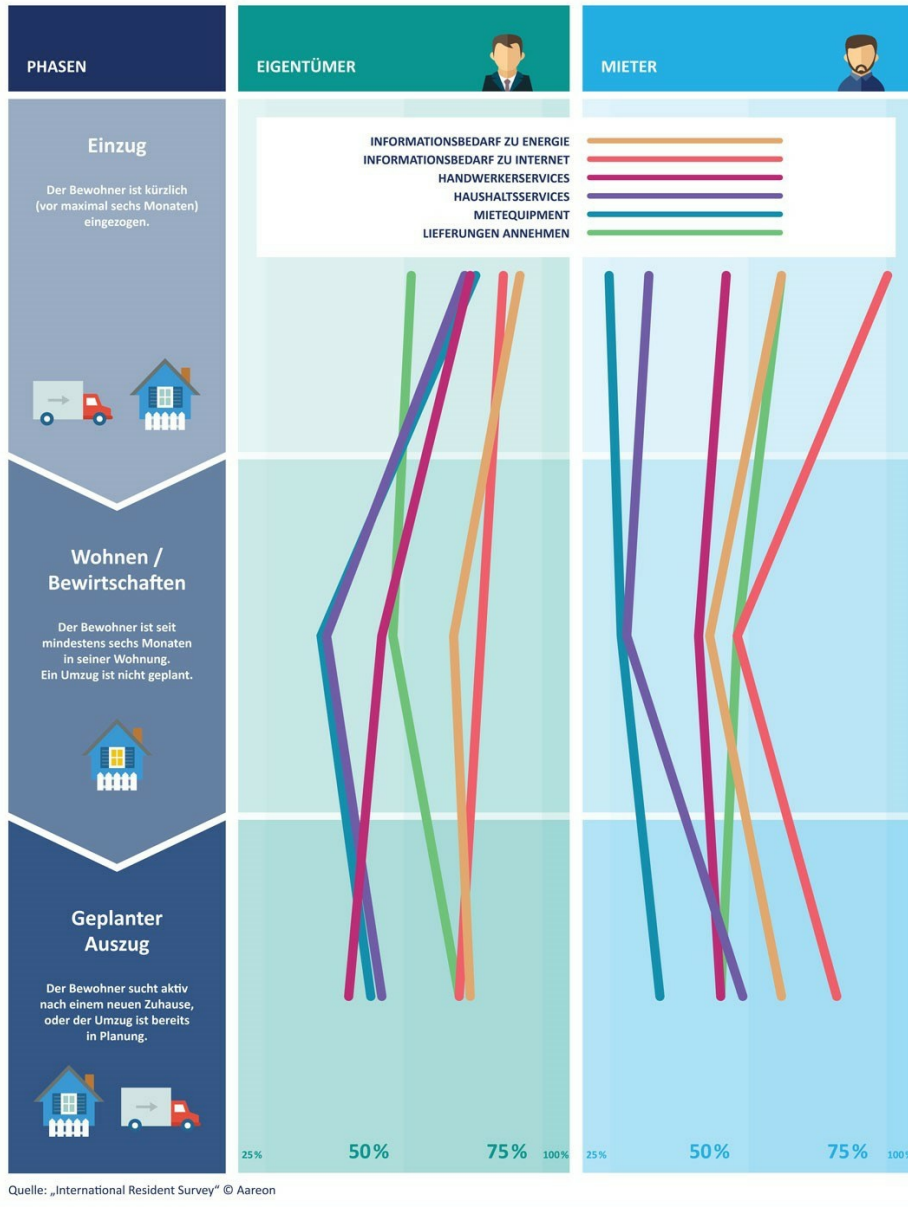 PHASEN
EIGENTÜMER
MIETER
Einzug
Der Bewohner ist kürzlich
(vor maximal sechs Monaten)
eingezogen.
INFORMATIONSBEDARF ZU ENERGIE
INFORMATIONSBEDARF ZU INTERNET
HANDWERKERSERVICES
HAUSHALTSSERVICES
MIETEQUIPMENT
LIEFERUNGEN ANNEHMEN
Wohnen /
Bewirtschaften
Der Bewohner ist seit
mindestens sechs Monaten
in seiner Wohnung.
Ein Umzug ist nicht geplant.
Geplanter
Auszug
Der Bewohner sucht aktiv
nach einem neuen Zuhause,
oder der Umzug ist bereits
in Planung.
25% 50% 75% 100%
25% 50% 75% 100%
Quelle: „International Resident Survey“ © Aareon